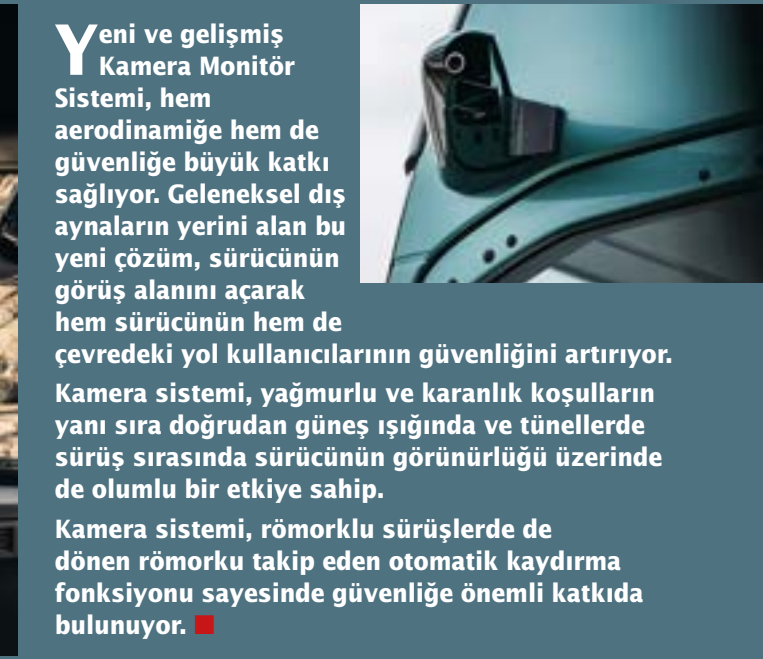 Yeni ve gelişmiş
Kamera Monitör
Sistemi, hem
aerodinamiğe hem de
güvenliğe büyük katkı
sağlıyor. Geleneksel dış
aynaların yerini alan bu
yeni çözüm, sürücünün
görüş alanını açarak
hem sürücünün hem de
çevredeki yol kullanıcılarının güvenliğini artırıyor.
Kamera sistemi, yağmurlu ve karanlık koşulların
yanı sıra doğrudan güneş ışığında ve tünellerde
sürüş sırasında sürücünün görünürlüğü üzerinde
de olumlu bir etkiye sahip.
Kamera sistemi, römorklu sürüşlerde de
dönen römorku takip eden otomatik kaydırma
fonksiyonu sayesinde güvenliğe önemli katkıda
bulunuyor.